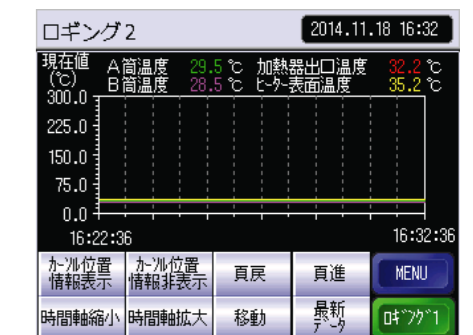 ロギング2 2014.11.18 16:32
現在値 A筒温度 29.5 ℃ 加熱器出口温度 32.2 ℃
(℃) B筒温度 28.5 ℃ ﾋｰﾀｰ表面温度 35.2 ℃
300.0
225.0
150.0
75.0
0.0
16:22:36 16:32:36
ｶｰｿﾙ位置
情報表示
ｶｰｿﾙ位置
情報非表示
頁戻
頁進
MENU
時間軸縮小
時間軸拡大
移動
最新
ﾃﾞｰﾀ
ﾛｷﾞﾝｸﾞ1